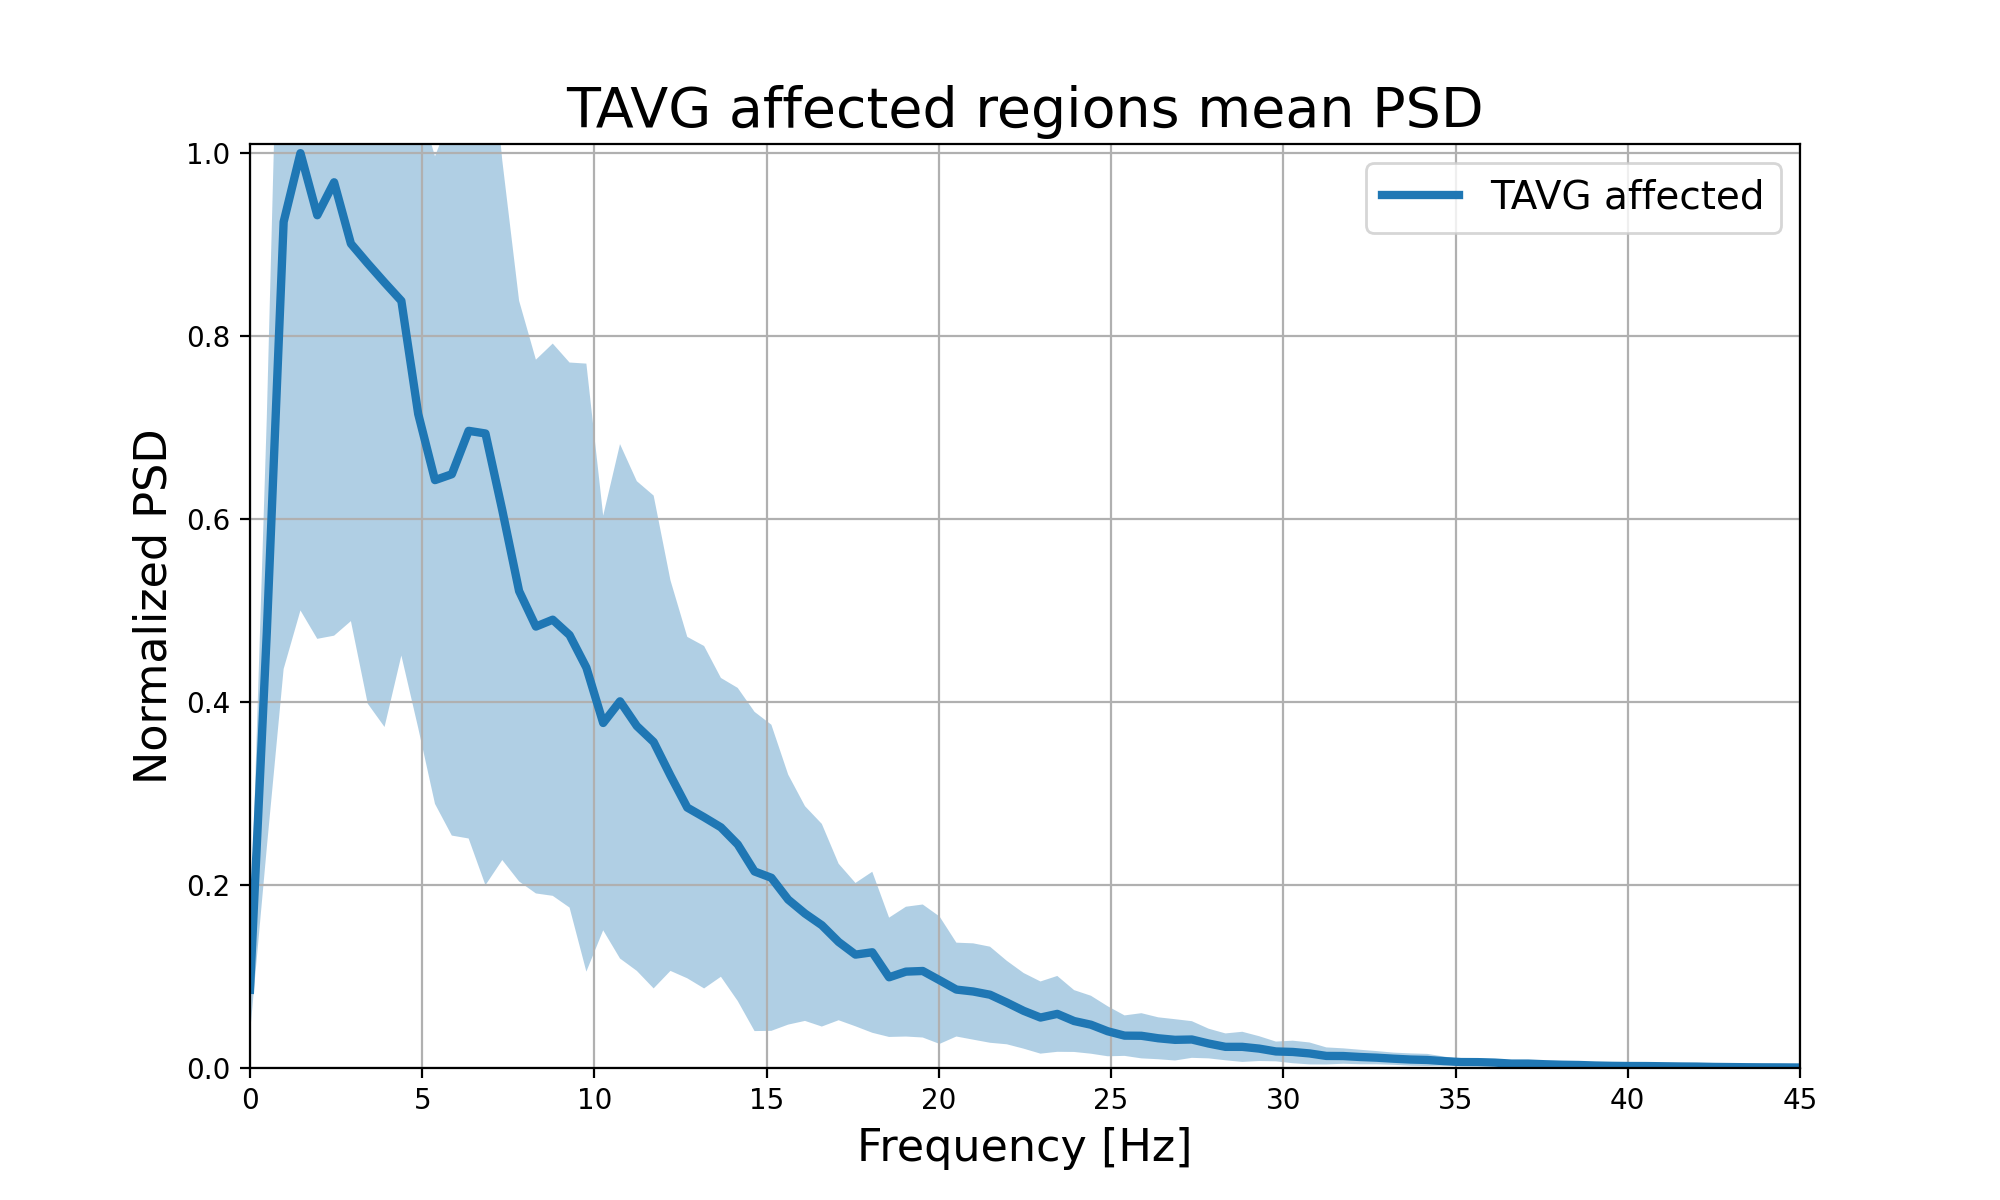 TAVG affected regions mean PSD
TAVG affected
Normalized PSD
1.0
0.8
0.6
0.4
0.2
0.0
0 5 10 15 20 25 30 35 40 45
Frequency [Hz]